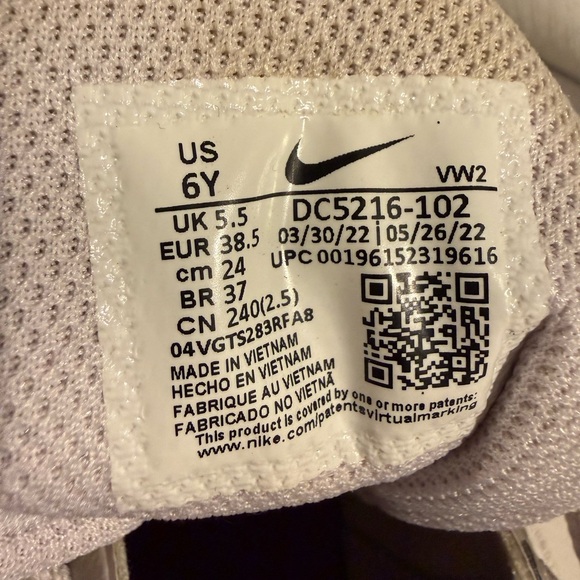 US
6Y
VW2
UK 5.5
DC5216-102
EUR 38.5
03/30/22 | 05/26/22
cm 24
UPC 00196152319616
BR 37
CN 240(2.5)
04VGTS283RFA8
MADE IN VIETNAM
HECHO EN VIETNAM
FABRIQUE AU VIETNAM
FABRICADO NO VIETNÃ
This product is covered by one or more patents:
www.nike.com/patentsvirtualmarking